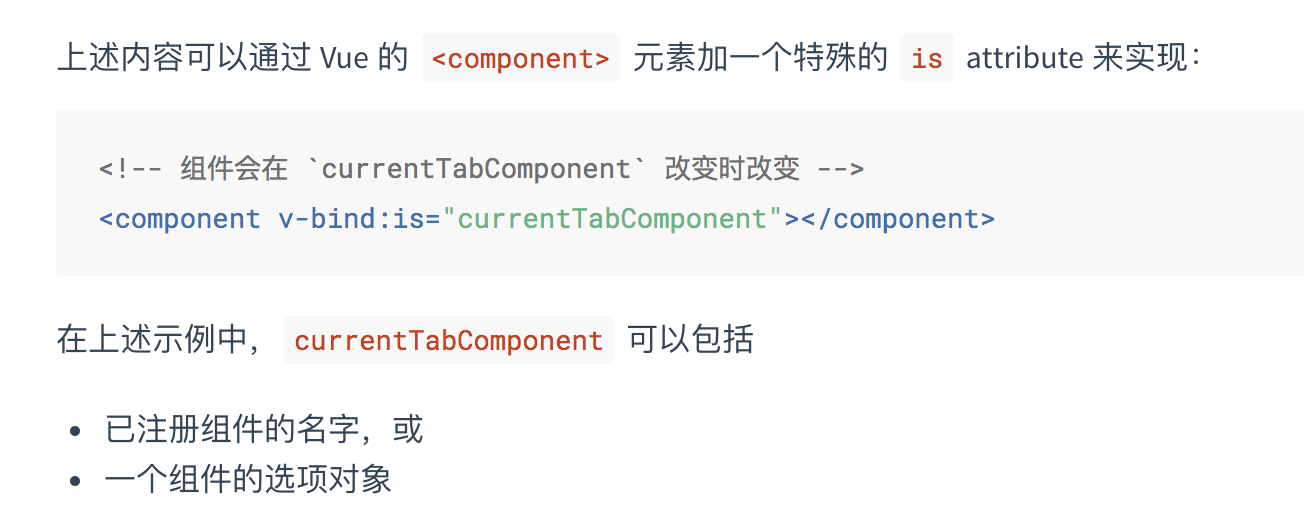 上述内容可以通过 Vue 的 <component> 元素加一个特殊的 is attribute 来实现：
<!-- 组件会在 `currentTabComponent` 改变时改变 -->
<component v-bind:is="currentTabComponent"></component>
在上述示例中，currentTabComponent 可以包括
• 已注册组件的名字，或
• 一个组件的选项对象